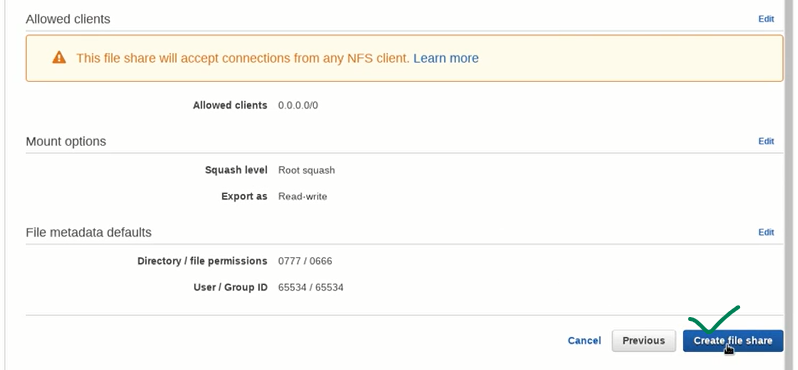 Allowed clients Edit
This file share will accept connections from any NFS client. Learn more
Allowed clients 0.0.0.0/0
Mount options Edit
Squash level Root squash
Export as Read-write
File metadata defaults Edit
Directory / file permissions 0777 / 0666
User / Group ID 65534 / 65534
Cancel Previous Create file share